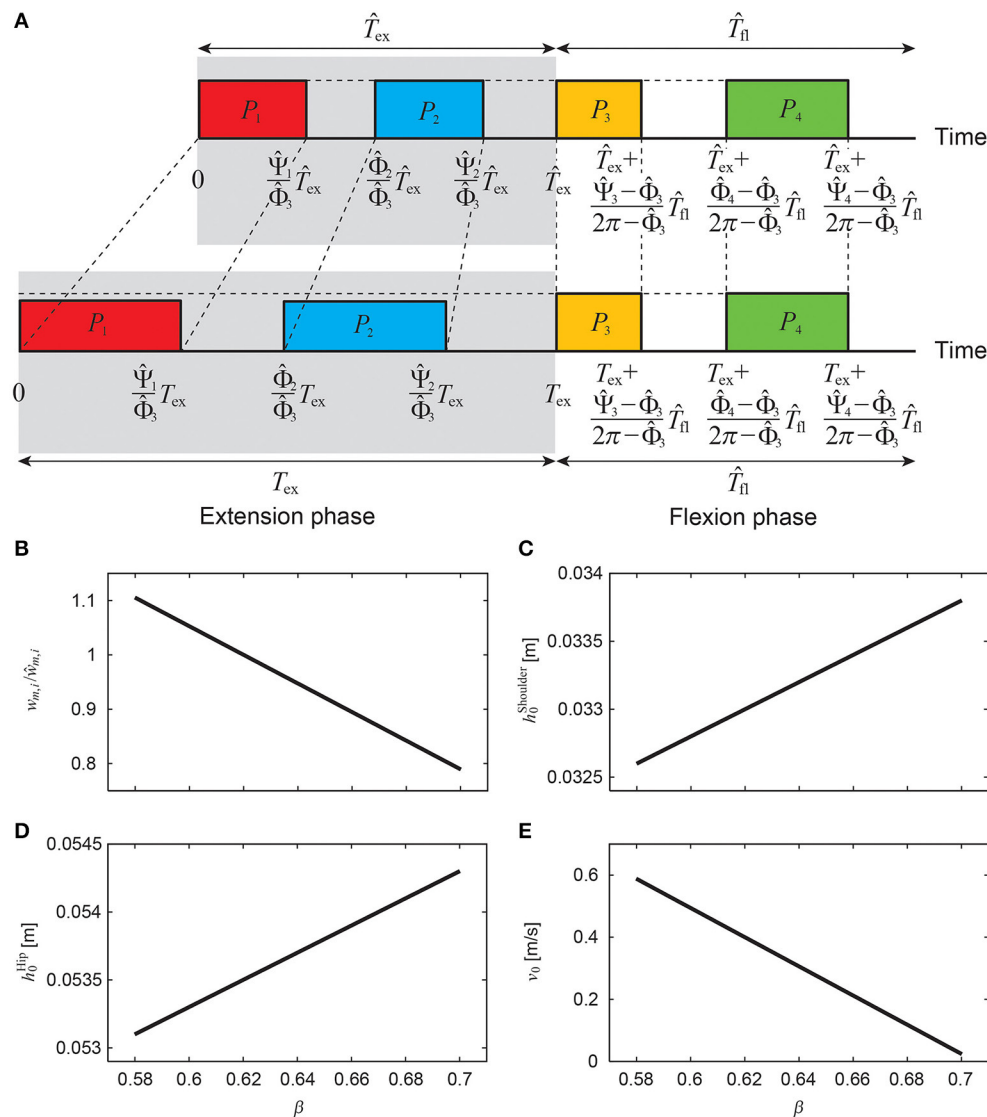 A
T̂ex T̂fl
P1 P2 P3 P4
Time
0 Ψ̂1/Φ̂3 T̂ex Φ̂2/Φ̂3 T̂ex Ψ̂2/Φ̂3 T̂ex T̂ex T̂ex+ (Ψ̂3−Φ̂3)/(2π−Φ̂3) T̂fl T̂ex+ (Φ̂4−Φ̂3)/(2π−Φ̂3) T̂fl T̂ex+ (Ψ̂4−Φ̂3)/(2π−Φ̂3) T̂fl
P1 P2 P3 P4
Time
0 Ψ̂1/Φ̂3 Tex Φ̂2/Φ̂3 Tex Ψ̂2/Φ̂3 Tex Tex Tex+ (Ψ̂3−Φ̂3)/(2π−Φ̂3) T̂fl Tex+ (Φ̂4−Φ̂3)/(2π−Φ̂3) T̂fl Tex+ (Ψ̂4−Φ̂3)/(2π−Φ̂3) T̂fl
Tex T̂fl
Extension phase Flexion phase
B
wm,i/ŵm,i
1.1
1
0.9
0.8
C
h0 Shoulder [m]
0.034
0.0335
0.033
0.0325
D
h0 Hip [m]
0.0545
0.054
0.0535
0.053
0.58 0.6 0.62 0.64 0.66 0.68 0.7
β
E
v0 [m/s]
0.6
0.4
0.2
0
0.58 0.6 0.62 0.64 0.66 0.68 0.7
β